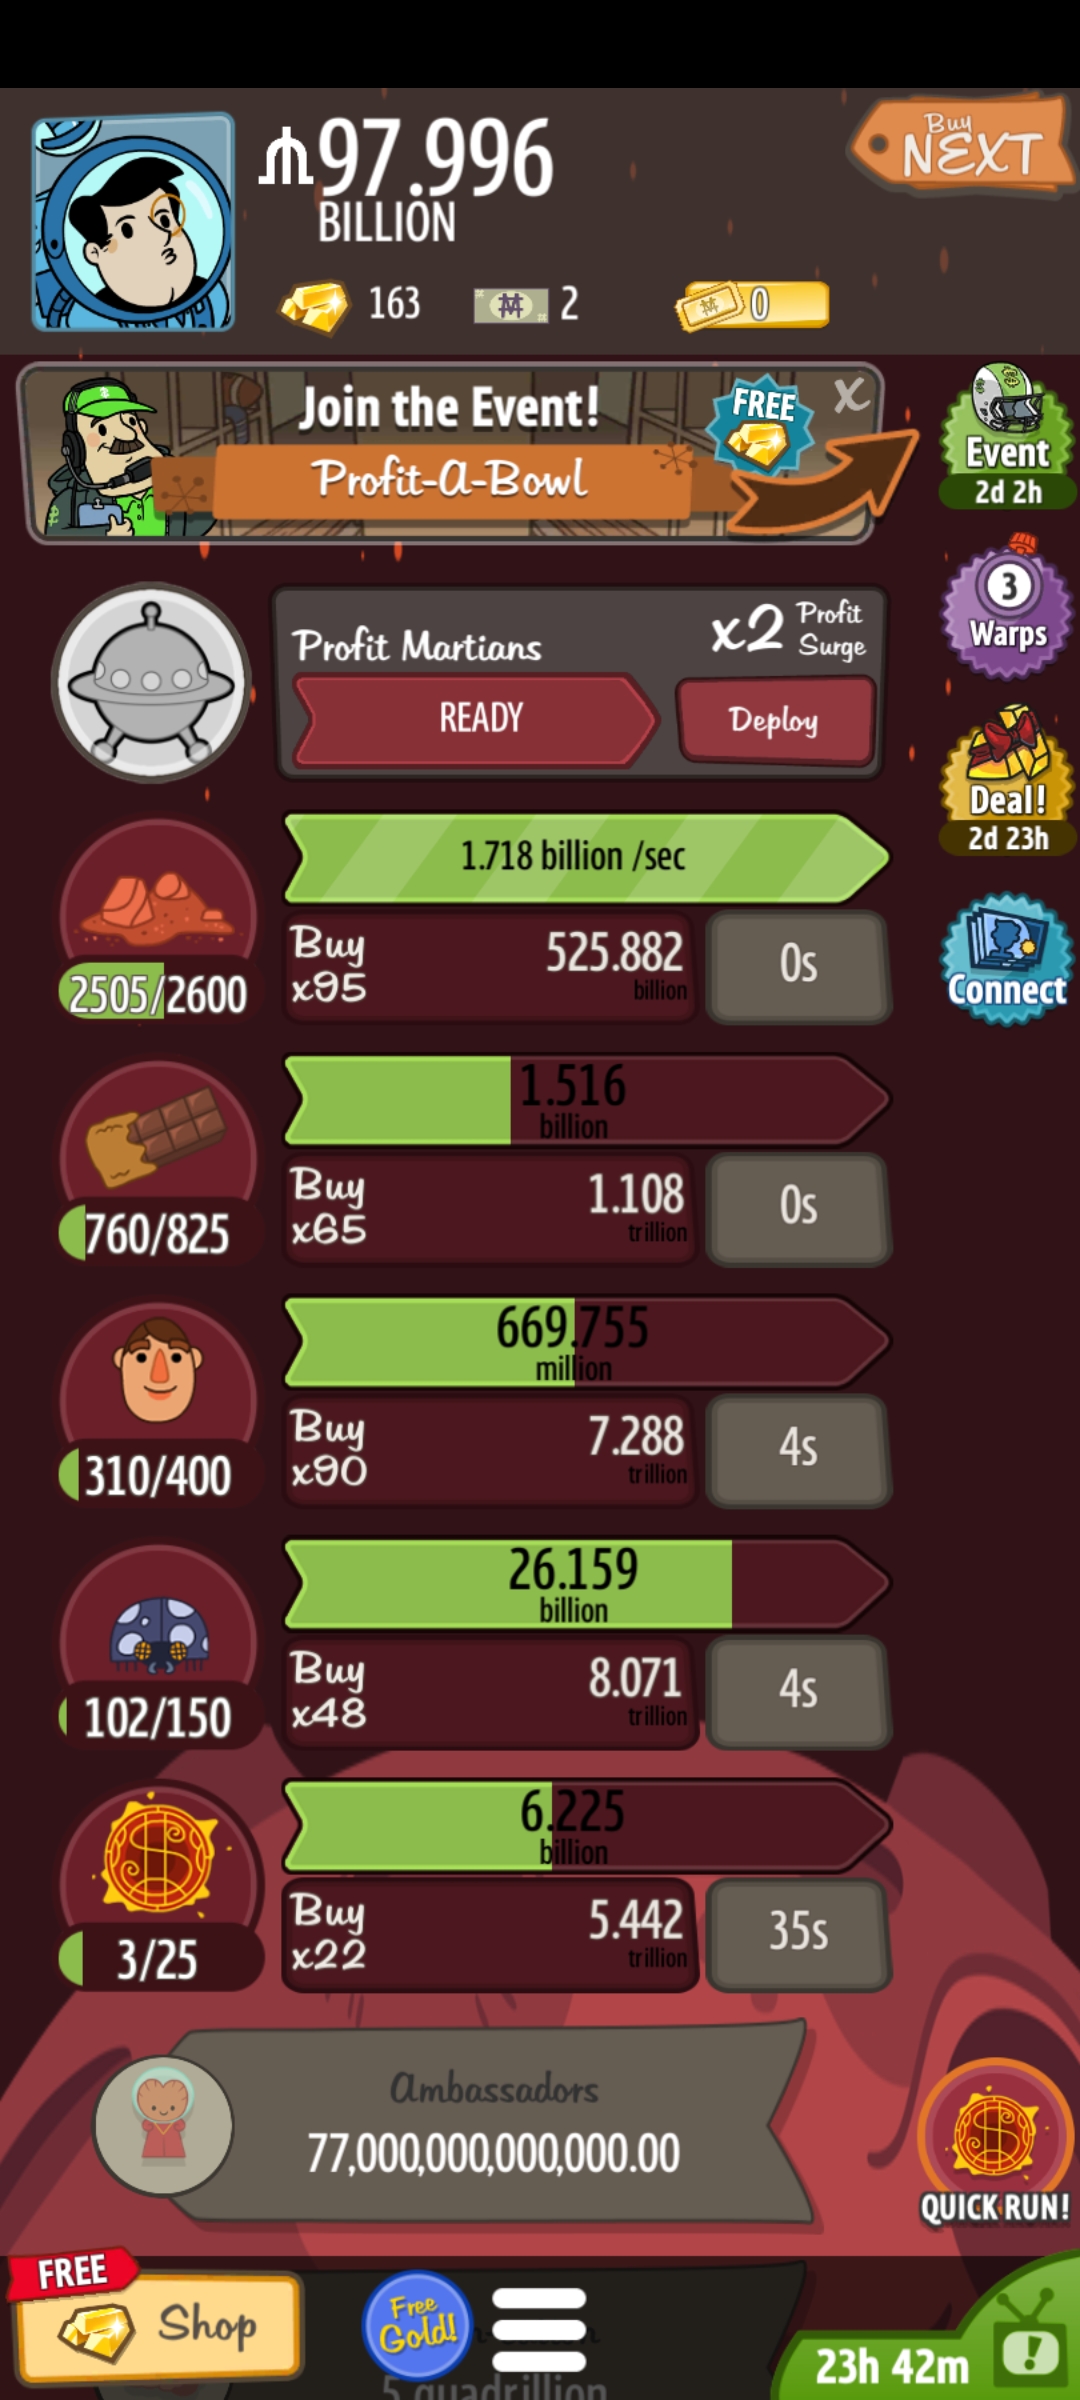 97.996
BILLION
Buy
NEXT
163
2
0
Join the Event!
FREE
X
Profit-A-Bowl
Event
2d 2h
3
Warps
Profit Martians
x2 Profit
Surge
READY
Deploy
Deal!
2d 23h
1.718 billion /sec
2505/2600
Buy
x95
525.882
billion
0s
Connect
1.516
billion
760/825
Buy
x65
1.108
trillion
0s
669.755
million
310/400
Buy
x90
7.288
trillion
4s
26.159
billion
102/150
Buy
x48
8.071
trillion
4s
6.225
billion
3/25
Buy
x22
5.442
trillion
35s
Ambassadors
77,000,000,000,000.00
QUICK RUN!
FREE
Shop
Free
Gold!
23h 42m
5 quadrillion